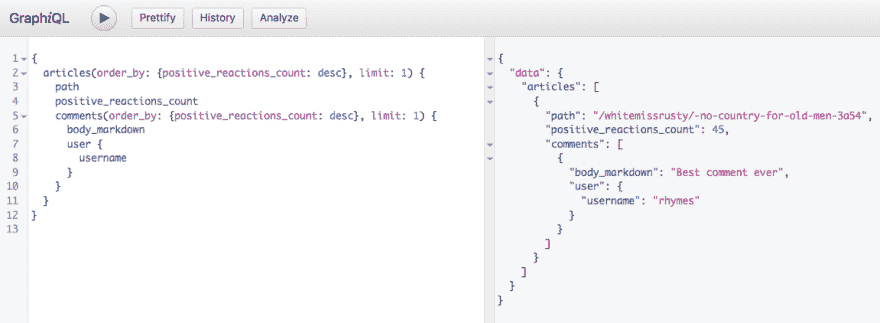 GraphiQL Prettify History Analyze
1 {
2 articles(order_by: {positive_reactions_count: desc}, limit: 1) {
3 path
4 positive_reactions_count
5 comments(order_by: {positive_reactions_count: desc}, limit: 1) {
6 body_markdown
7 user {
8 username
9 }
10 }
11 }
12 }
13
{
"data": {
"articles": [
{
"path": "/whitemissrusty/-no-country-for-old-men-3a54",
"positive_reactions_count": 45,
"comments": [
{
"body_markdown": "Best comment ever",
"user": {
"username": "rhymes"
}
}
]
}
]
}
}